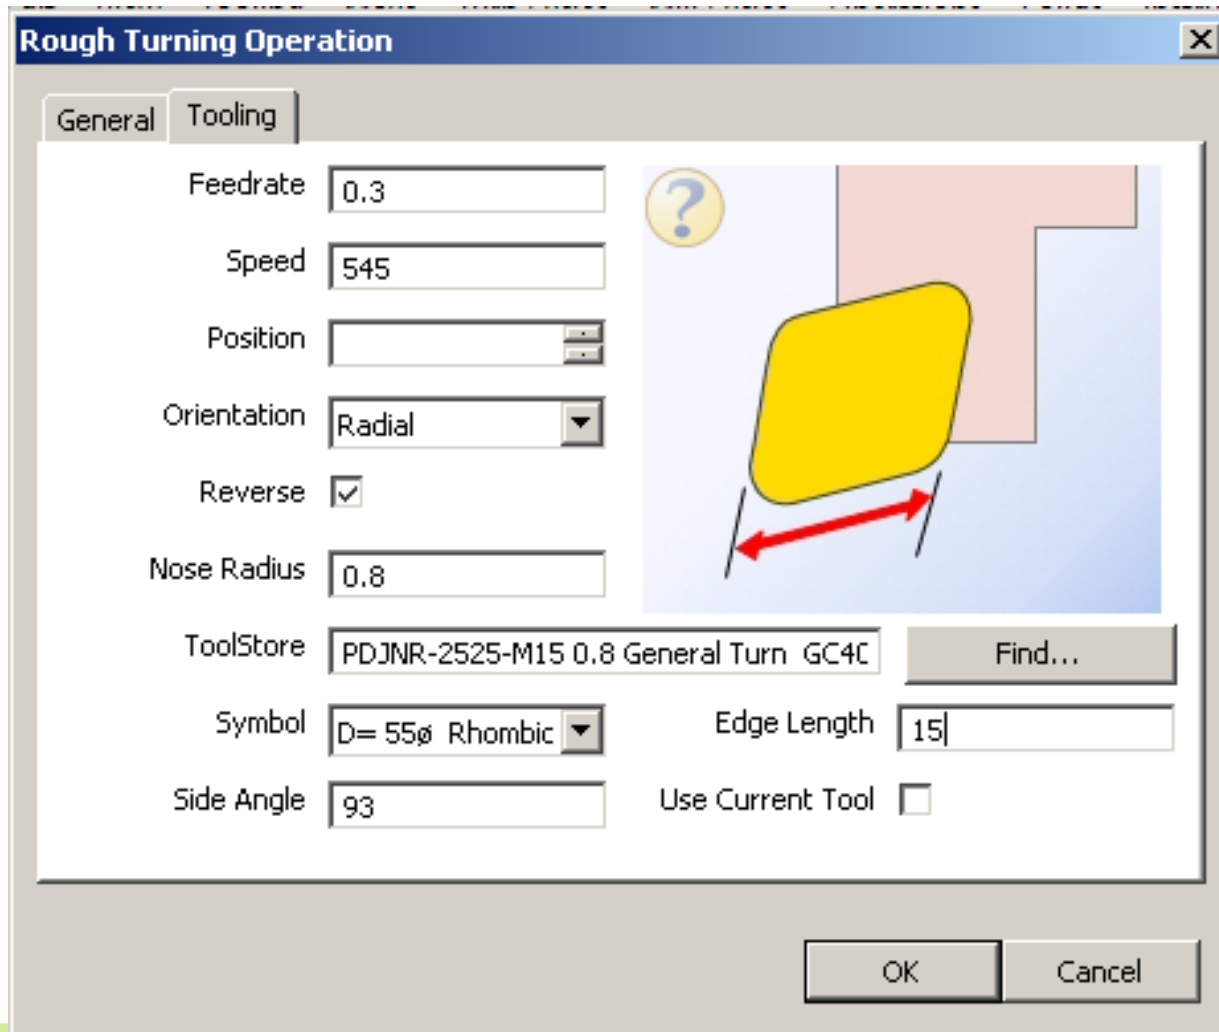 Rough Turning Operation
General Tooling
Feedrate 0.3
Speed 545
Position
Orientation Radial
Reverse
Nose Radius 0.8
ToolStore PDJNR-2525-M15 0.8 General Turn GC4C Find...
Symbol D= 55ø Rhombic Edge Length 15
Side Angle 93 Use Current Tool
OK Cancel